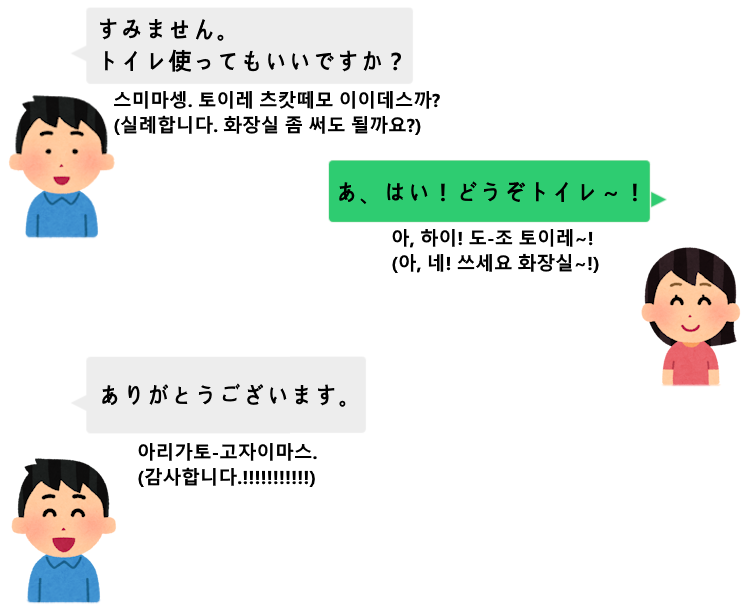 すみません。
トイレ使ってもいいですか？
스미마셍. 토이레 츠캇떼모 이이데스까?
(실례합니다. 화장실 좀 써도 될까요?)
あ、はい！どうぞトイレ～！
아, 하이! 도-조 토이레~!
(아, 네! 쓰세요 화장실~!)
ありがとうございます。
아리가토-고자이마스.
(감사합니다.!!!!!!!!!!!)